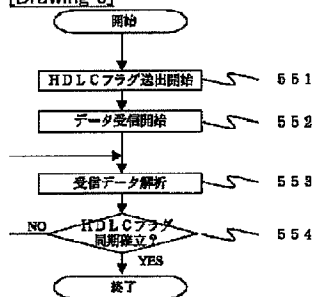 [Drawing 6]
開始
HDLCフラグ送出開始 551
データ受信開始 552
受信データ解析 553
NO
HDLCフラグ
同期確立？ 554
YES
終了